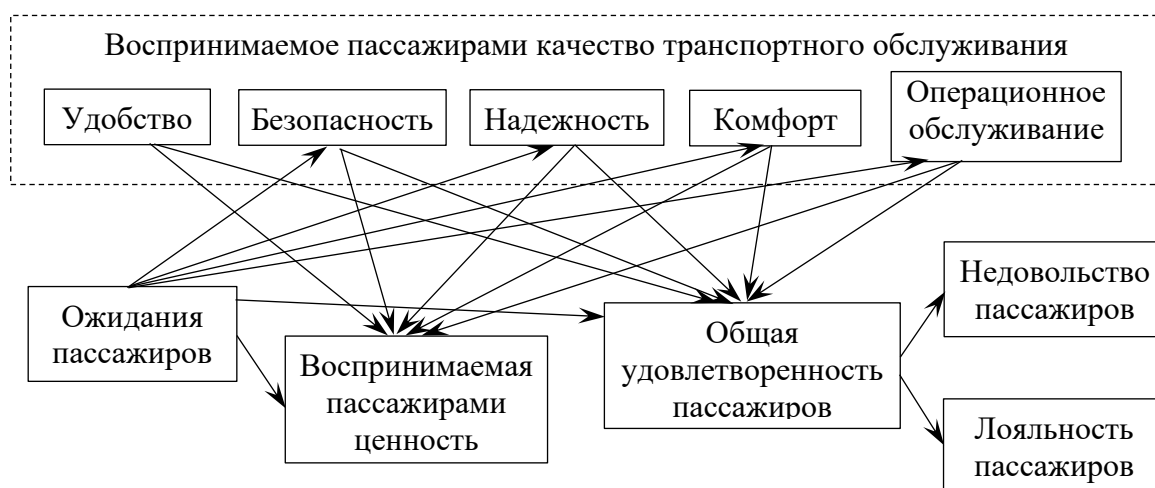 Воспринимаемое пассажирами качество транспортного обслуживания
Удобство
Безопасность
Надежность
Комфорт
Операционное
обслуживание
Ожидания
пассажиров
Воспринимаемая
пассажирами
ценность
Общая
удовлетворенность
пассажиров
Недовольство
пассажиров
Лояльность
пассажиров